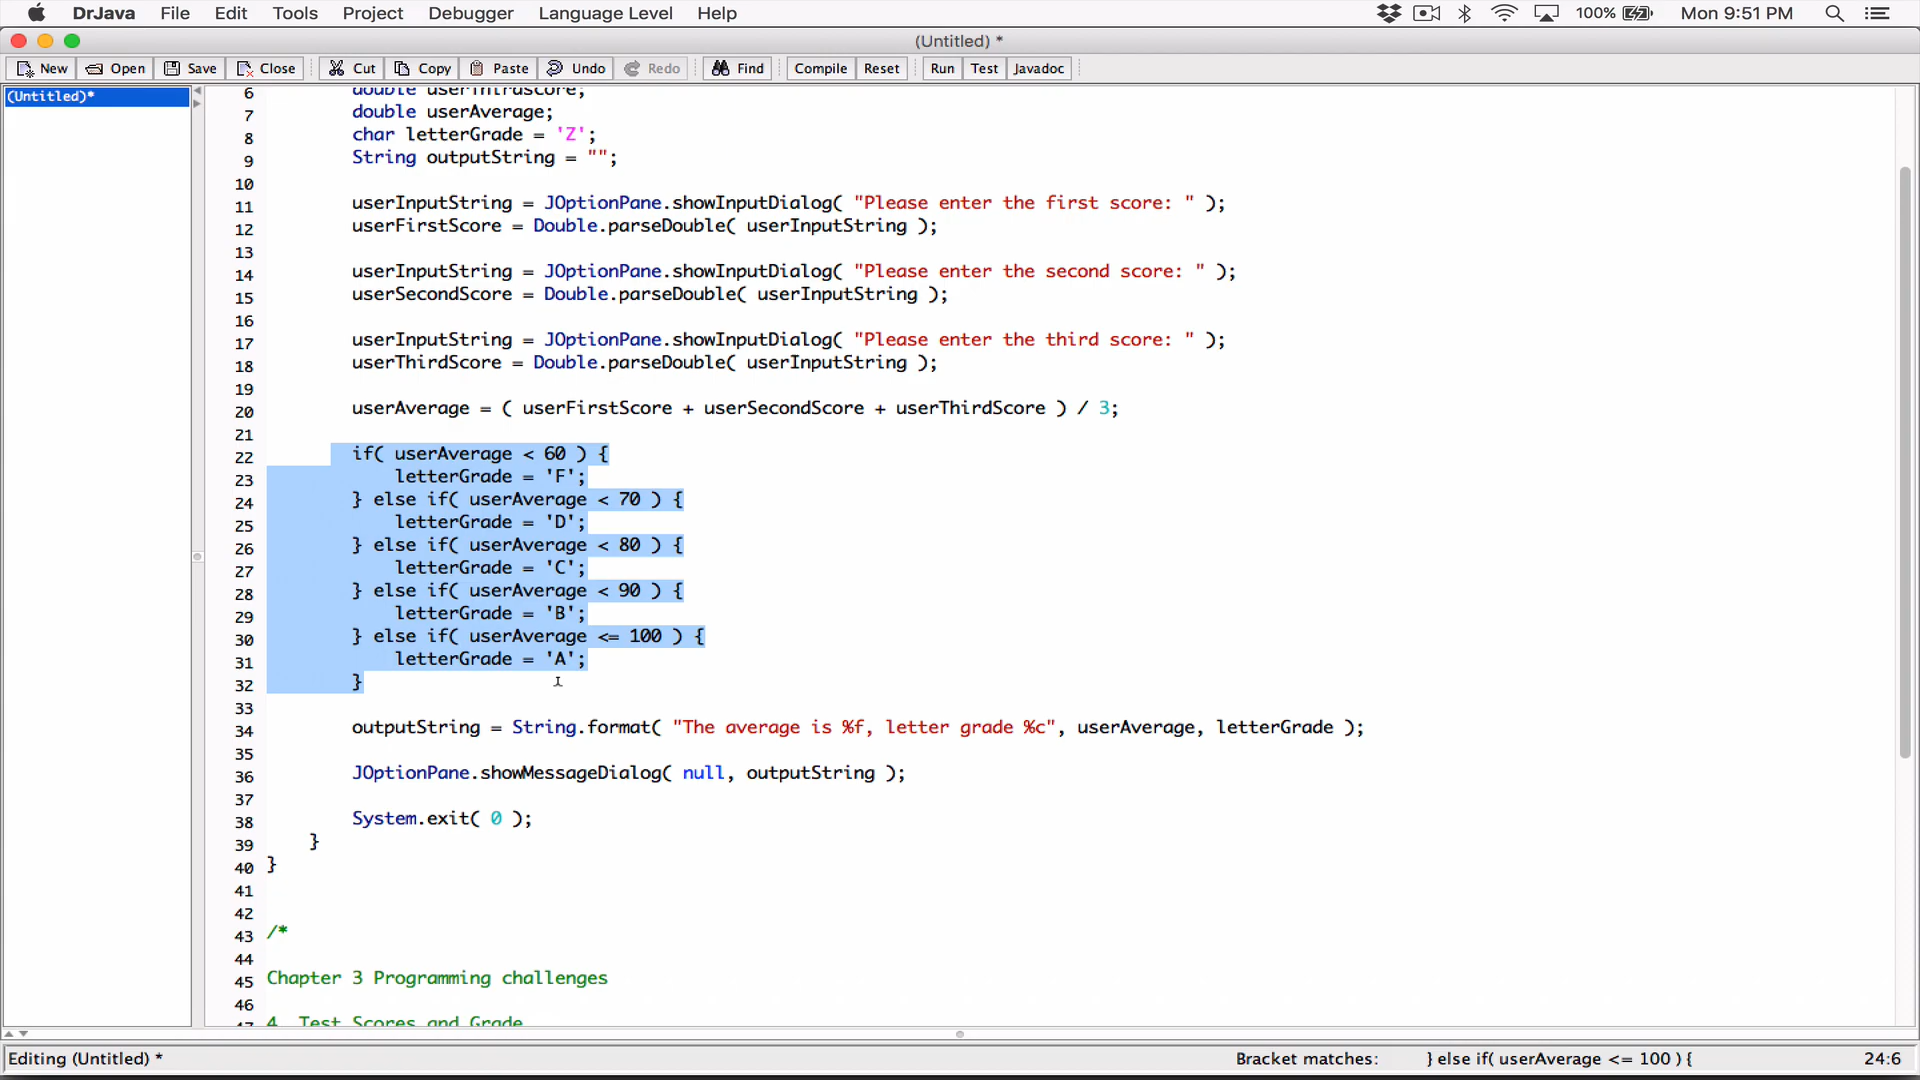 DrJava File Edit Tools Project Debugger Language Level Help 100% Mon 9:51 PM
(Untitled) *
New Open Save Close Cut Copy Paste Undo Redo Find Compile Reset Run Test Javadoc
(Untitled)*
6 double userThirdScore;
7 double userAverage;
8 char letterGrade = 'Z';
9 String outputString = "";
10
11 userInputString = JOptionPane.showInputDialog( "Please enter the first score: " );
12 userFirstScore = Double.parseDouble( userInputString );
13
14 userInputString = JOptionPane.showInputDialog( "Please enter the second score: " );
15 userSecondScore = Double.parseDouble( userInputString );
16
17 userInputString = JOptionPane.showInputDialog( "Please enter the third score: " );
18 userThirdScore = Double.parseDouble( userInputString );
19
20 userAverage = ( userFirstScore + userSecondScore + userThirdScore ) / 3;
21
22 if( userAverage < 60 ) {
23 letterGrade = 'F';
24 } else if( userAverage < 70 ) {
25 letterGrade = 'D';
26 } else if( userAverage < 80 ) {
27 letterGrade = 'C';
28 } else if( userAverage < 90 ) {
29 letterGrade = 'B';
30 } else if( userAverage <= 100 ) {
31 letterGrade = 'A';
32 }
33
34 outputString = String.format( "The average is %f, letter grade %c", userAverage, letterGrade );
35
36 JOptionPane.showMessageDialog( null, outputString );
37
38 System.exit( 0 );
39 }
40 }
41
42
43 /*
44
45 Chapter 3 Programming challenges
46
47 4. Test Scores and Grade
Editing (Untitled) * Bracket matches: } else if( userAverage <= 100 ) { 24:6